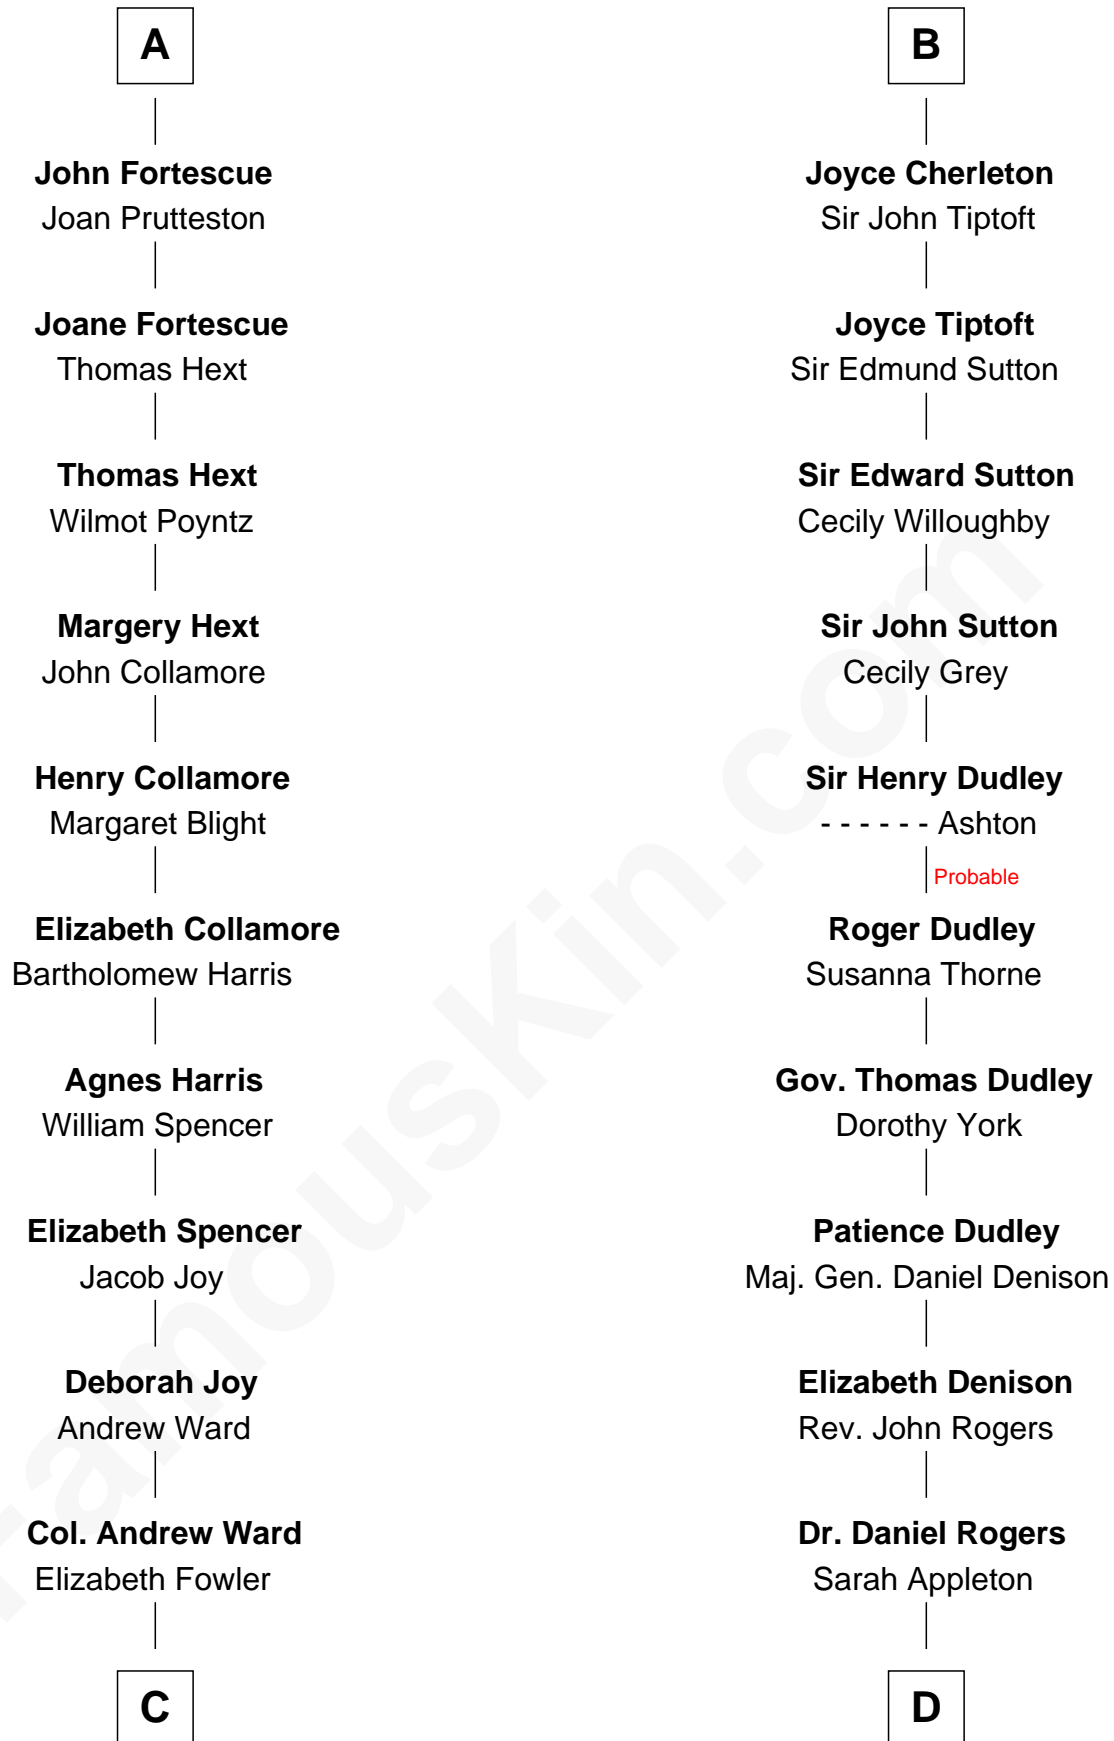 A
John Fortescue
Joan Prutteston
Joane Fortescue
Thomas Hext
Thomas Hext
Wilmot Poyntz
Margery Hext
John Collamore
Henry Collamore
Margaret Blight
Elizabeth Collamore
Bartholomew Harris
Agnes Harris
William Spencer
Elizabeth Spencer
Jacob Joy
Deborah Joy
Andrew Ward
Col. Andrew Ward
Elizabeth Fowler
C
B
Joyce Cherleton
Sir John Tiptoft
Joyce Tiptoft
Sir Edmund Sutton
Sir Edward Sutton
Cecily Willoughby
Sir John Sutton
Cecily Grey
Sir Henry Dudley
- - - - - - Ashton
Probable
Roger Dudley
Susanna Thorne
Gov. Thomas Dudley
Dorothy York
Patience Dudley
Maj. Gen. Daniel Denison
Elizabeth Denison
Rev. John Rogers
Dr. Daniel Rogers
Sarah Appleton
D
FamousKin.com